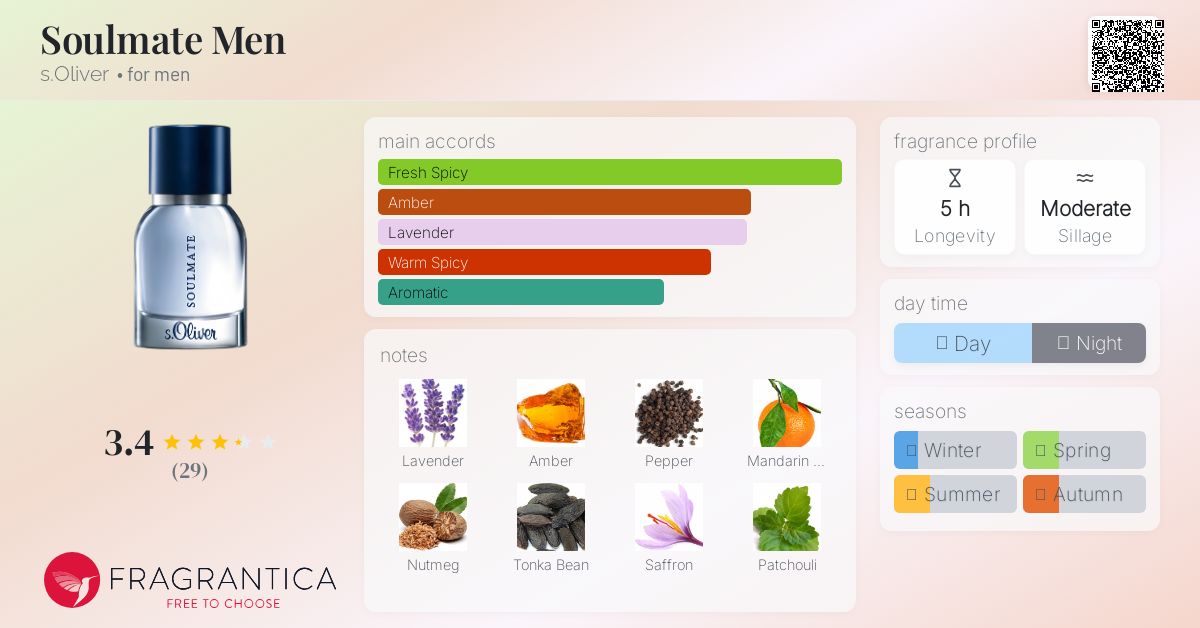 Soulmate Men
s.Oliver • for men
SOULMATE
s.Oliver
3.4
(29)
FRAGRANTICA
FREE TO CHOOSE
main accords
Fresh Spicy
Amber
Lavender
Warm Spicy
Aromatic
notes
Lavender Amber Pepper Mandarin ...
Nutmeg Tonka Bean Saffron Patchouli
fragrance profile
5 h Moderate
Longevity Sillage
day time
Day Night
seasons
Winter Spring
Summer Autumn